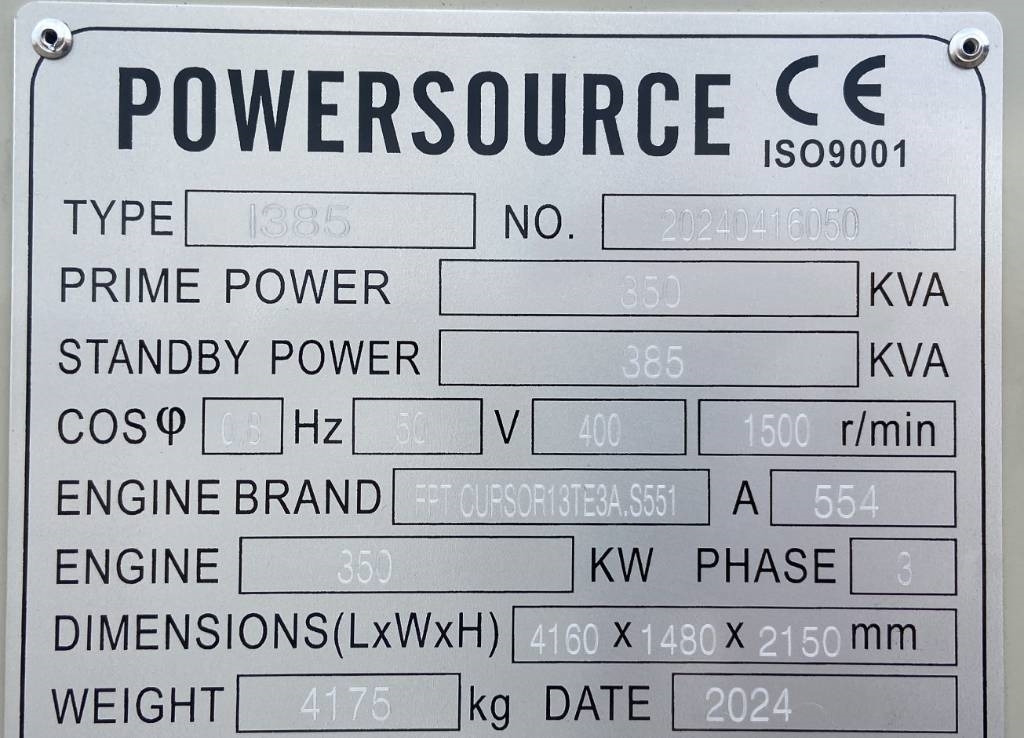 POWERSOURCE CE
ISO9001
TYPE I385 NO. 20240416050
PRIME POWER 350 KVA
STANDBY POWER 385 KVA
COSφ 0.8 Hz 50 V 400 1500 r/min
ENGINE BRAND FPT CURSOR13TE3A.S551 A 554
ENGINE 350 KW PHASE 3
DIMENSIONS(LxWxH) 4160 x 1480 x 2150 mm
WEIGHT 4175 kg DATE 2024